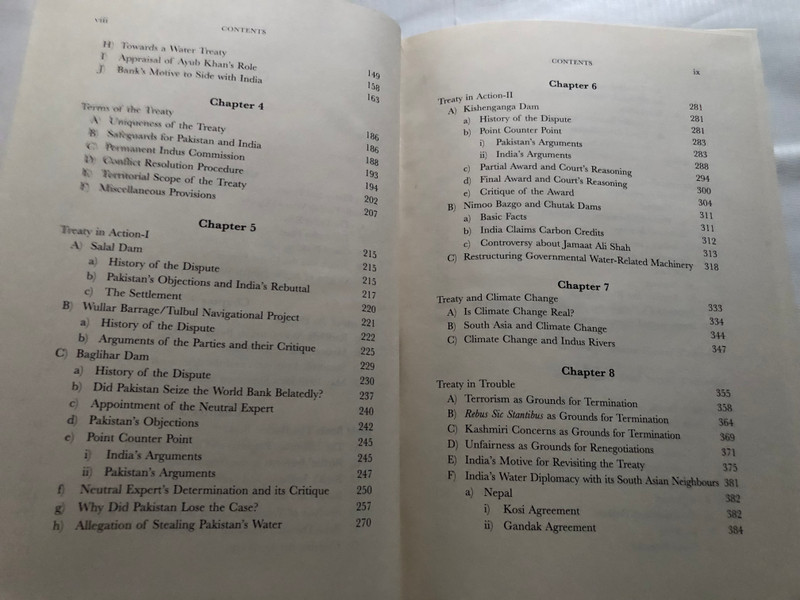 viii
CONTENTS
H) Towards a Water Treaty 149
I) Appraisal of Ayub Khan's Role 158
J) Bank's Motive to Side with India 163
Chapter 4
Terms of the Treaty 186
A) Uniqueness of the Treaty 186
B) Safeguards for Pakistan and India 188
C) Permanent Indus Commission 193
D) Conflict Resolution Procedure 194
E) Territorial Scope of the Treaty 202
F) Miscellaneous Provisions 207
Chapter 5
Treaty in Action-I 215
A) Salal Dam 215
a) History of the Dispute 215
b) Pakistan's Objections and India's Rebuttal 217
c) The Settlement 220
B) Wullar Barrage/Tulbul Navigational Project 221
a) History of the Dispute 222
b) Arguments of the Parties and their Critique 225
C) Baglihar Dam 229
a) History of the Dispute 230
b) Did Pakistan Seize the World Bank Belatedly? 237
c) Appointment of the Neutral Expert 240
d) Pakistan's Objections 242
e) Point Counter Point 245
i) India's Arguments 245
ii) Pakistan's Arguments 247
f) Neutral Expert's Determination and its Critique 250
g) Why Did Pakistan Lose the Case? 257
h) Allegation of Stealing Pakistan's Water 270
CONTENTS
ix
Chapter 6
Treaty in Action-II 281
A) Kishenganga Dam 281
a) History of the Dispute 281
b) Point Counter Point 283
i) Pakistan's Arguments 283
ii) India's Arguments 288
c) Partial Award and Court's Reasoning 294
d) Final Award and Court's Reasoning 300
e) Critique of the Award 304
B) Nimoo Bazgo and Chutak Dams 311
a) Basic Facts 311
b) India Claims Carbon Credits 312
c) Controversy about Jamaat Ali Shah 313
C) Restructuring Governmental Water-Related Machinery 318
Chapter 7
Treaty and Climate Change 333
A) Is Climate Change Real? 334
B) South Asia and Climate Change 344
C) Climate Change and Indus Rivers 347
Chapter 8
Treaty in Trouble 355
A) Terrorism as Grounds for Termination 358
B) Rebus Sic Stantibus as Grounds for Termination 364
C) Kashmiri Concerns as Grounds for Termination 369
D) Unfairness as Grounds for Renegotiations 371
E) India's Motive for Revisiting the Treaty 375
F) India's Water Diplomacy with its South Asian Neighbours 381
a) Nepal 382
i) Kosi Agreement 382
ii) Gandak Agreement 384